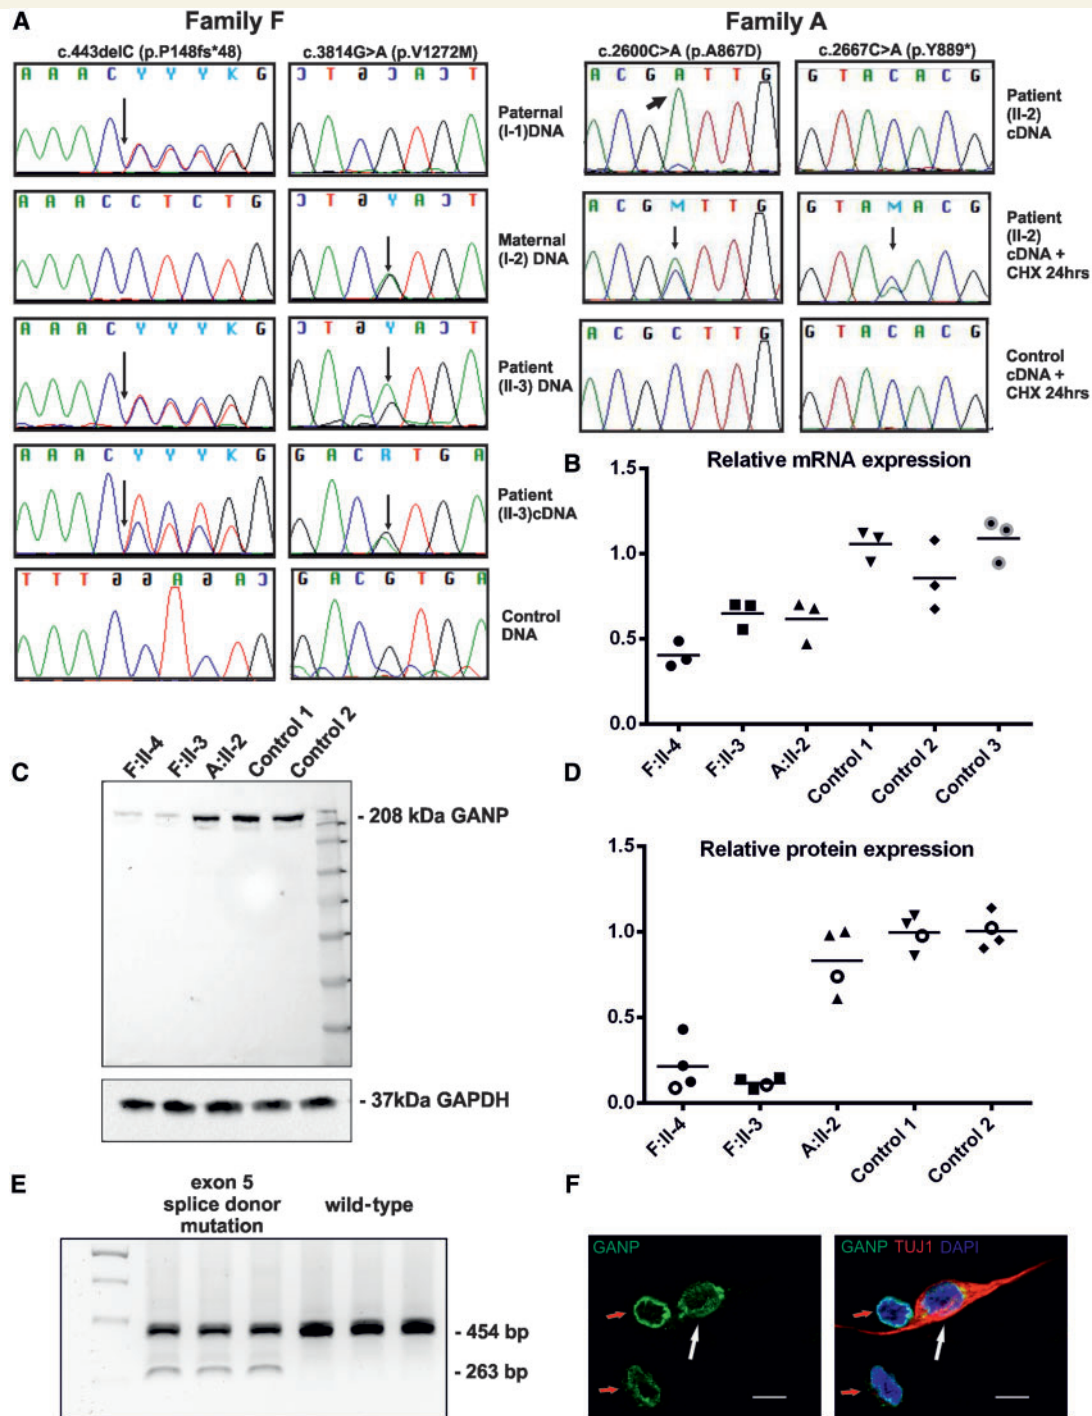 A
Family F
Family A
c.443delC (p.P148fs*48)
c.3814G>A (p.V1272M)
c.2600C>A (p.A867D)
c.2667C>A (p.Y889*)
A A A C Y Y Y K G
C T G C A C T
Paternal
(I-1)DNA
A A A C C T C T G
C T G Y A C T
Maternal
(I-2) DNA
A A A C Y Y Y K G
C T G Y A C T
Patient
(II-3) DNA
A A A C Y Y Y K G
G A C R T G A
Patient
(II-3)cDNA
T T T G G A G A C
G A C G T G A
Control
DNA
A C G A T T G
G T A C A C G
Patient
(II-2)
cDNA
A C G M T T G
G T A M A C G
Patient
(II-2)
cDNA +
CHX 24hrs
A C G C T T G
G T A C A C G
Control
cDNA +
CHX 24hrs
B
Relative mRNA expression
1.5
1.0
0.5
0.0
F:II-4
F:II-3
A:II-2
Control 1
Control 2
Control 3
C
F:II-4
F:II-3
A:II-2
Control 1
Control 2
- 208 kDa GANP
- 37kDa GAPDH
D
Relative protein expression
1.5
1.0
0.5
0.0
F:II-4
F:II-3
A:II-2
Control 1
Control 2
E
exon 5
splice donor
mutation
wild-type
- 454 bp
- 263 bp
F
GANP
GANP TUJ1 DAPI